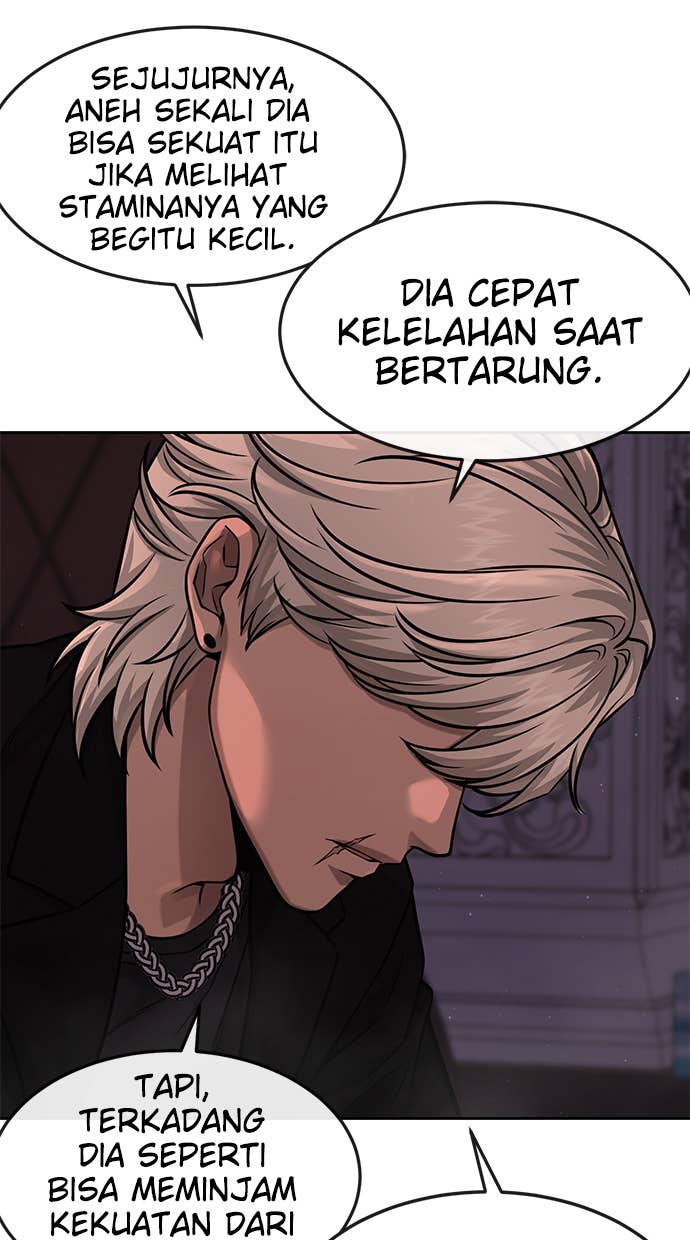 SEJUJURNYA,
ANEH SEKALI DIA
BISA SEKUAT ITU
JIKA MELIHAT
STAMINANYA YANG
BEGITU KECIL.
DIA CEPAT
KELELAHAN SAAT
BERTARUNG.
TAPI,
TERKADANG
DIA SEPERTI
BISA MEMINJAM
KEKUATAN DARI